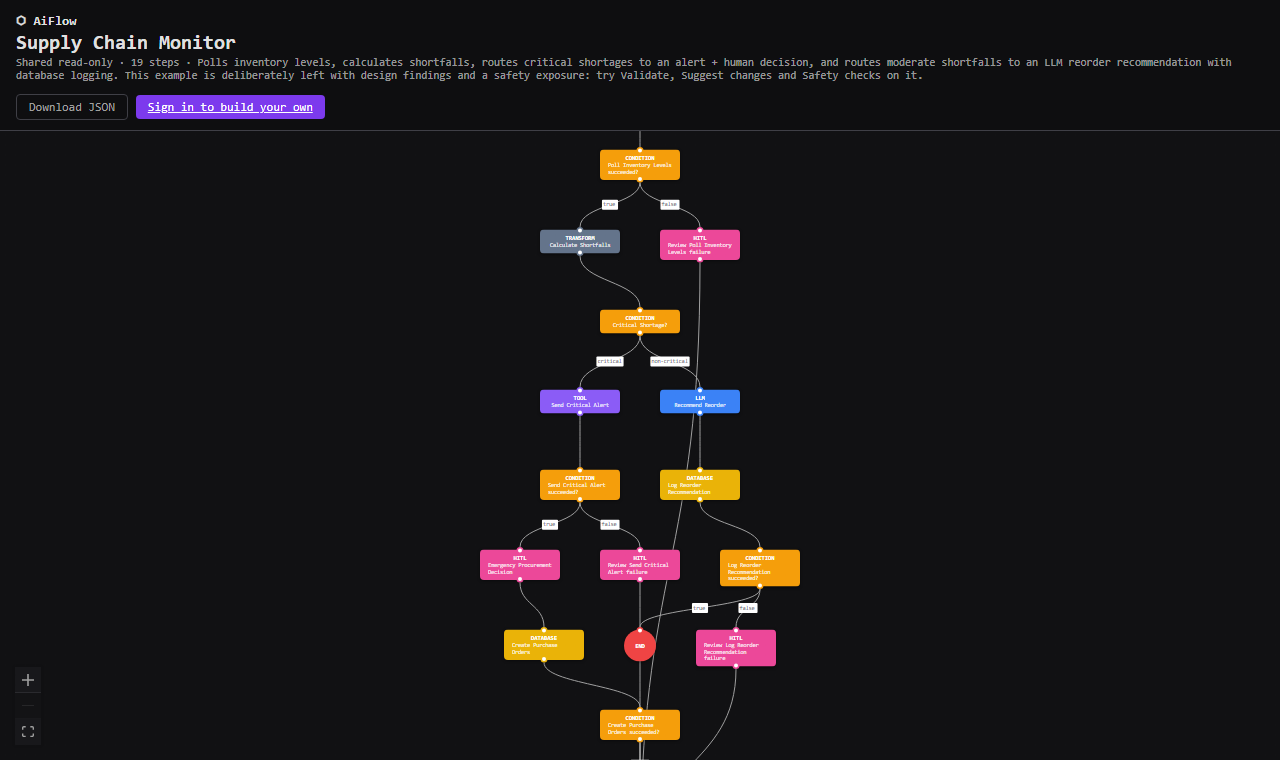 AiFlow
Supply Chain Monitor
Shared read-only · 19 steps · Polls inventory levels, calculates shortfalls, routes critical shortages to an alert + human decision, and routes moderate shortfalls to an LLM reorder recommendation with
database logging. This example is deliberately left with design findings and a safety exposure: try Validate, Suggest changes and Safety checks on it.
Download JSON
Sign in to build your own
CONDITION
Poll Inventory Levels
succeeded?
true
false
TRANSFORM
Calculate Shortfalls
HITL
Review Poll Inventory
Levels failure
CONDITION
Critical Shortage?
critical
non-critical
TOOL
Send Critical Alert
LLM
Recommend Reorder
CONDITION
Send Critical Alert
succeeded?
DATABASE
Log Reorder
Recommendation
true
false
HITL
Emergency Procurement
Decision
HITL
Review Send Critical
Alert failure
CONDITION
Log Reorder
Recommendation
succeeded?
true
false
DATABASE
Create Purchase
Orders
END
HITL
Review Log Reorder
Recommendation
failure
CONDITION
Create Purchase
Orders succeeded?